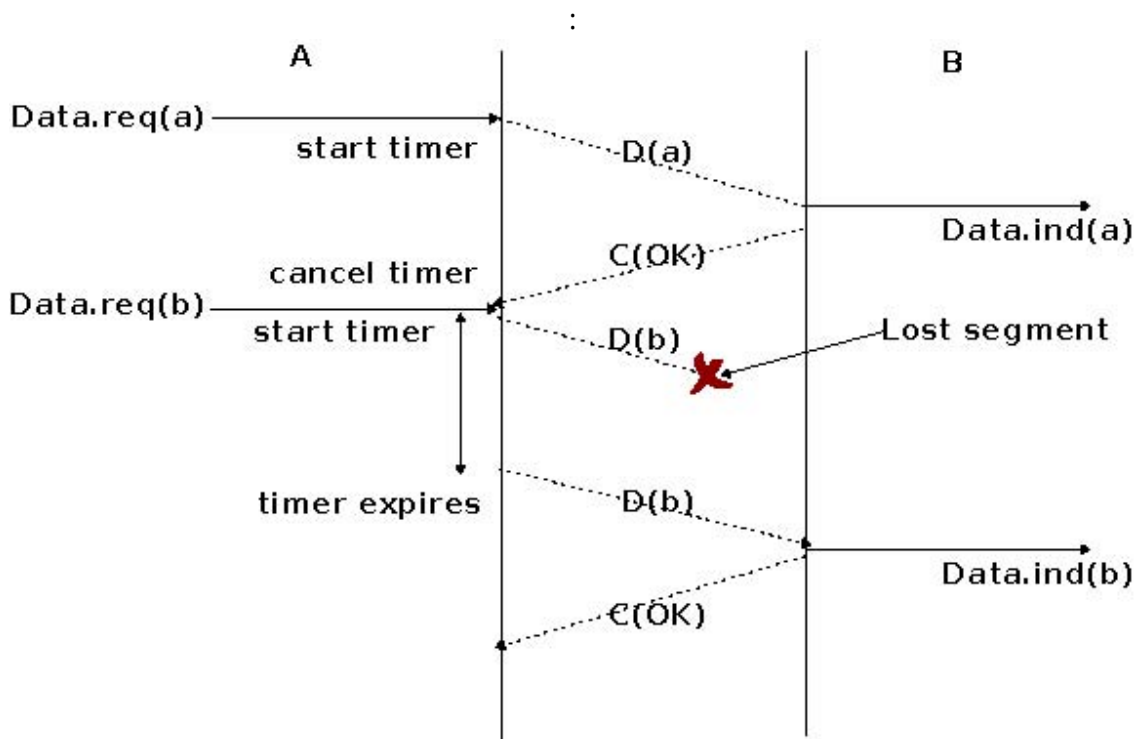 :
A
B
Data.req(a)
start timer
D(a)
Data.ind(a)
C(OK)
cancel timer
Data.req(b)
start timer
D(b)
Lost segment
timer expires
D(b)
Data.ind(b)
C(OK)